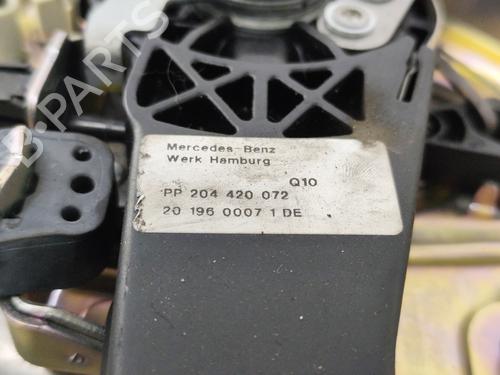 Mercedes-Benz
Werk Hamburg
Q10
PP 204 420 072
20 196 0007 1 DE
B-PARTS